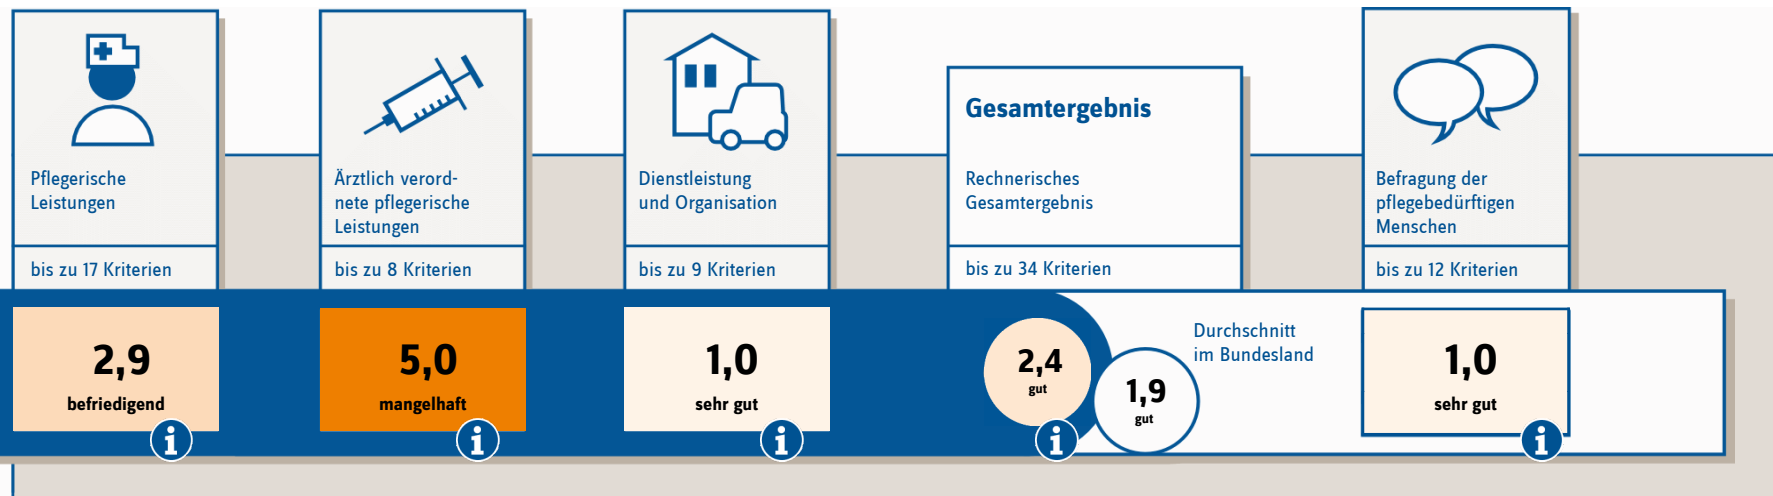 Pflegerische
Leistungen
bis zu 17 Kriterien
2,9
befriedigend
i
Ärztlich verord-
nete pflegerische
Leistungen
bis zu 8 Kriterien
5,0
mangelhaft
i
Dienstleistung
und Organisation
bis zu 9 Kriterien
1,0
sehr gut
i
Gesamtergebnis
Rechnerisches
Gesamtergebnis
bis zu 34 Kriterien
2,4
gut
i
1,9
gut
Durchschnitt
im Bundesland
Befragung der
pflegebedürftigen
Menschen
bis zu 12 Kriterien
1,0
sehr gut
i